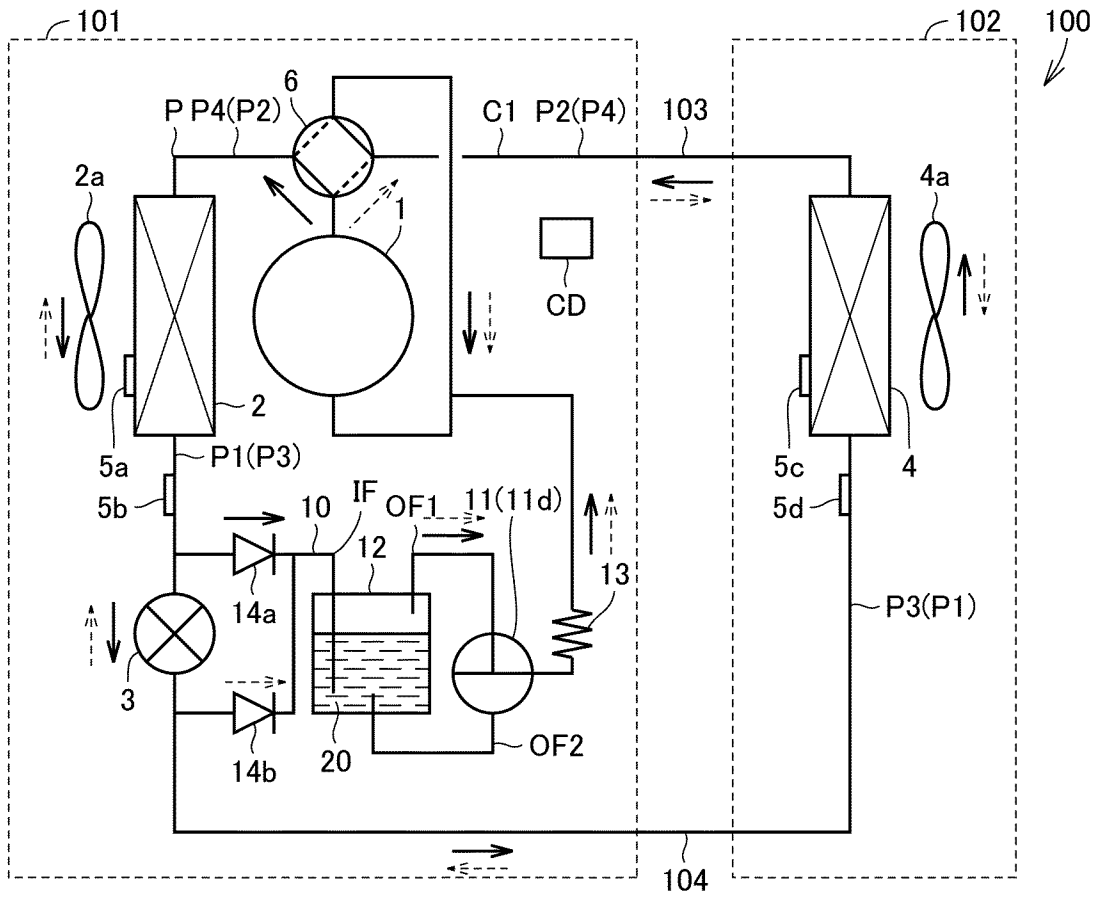 101
102
100
6
P P4(P2)
C1 P2(P4) 103
2a
1
4a
CD
2
5a
P1(P3)
5c
4
5b
IF
10
OF1
11(11d)
5d
12
13
14a
P3(P1)
3
20
OF2
14b
104